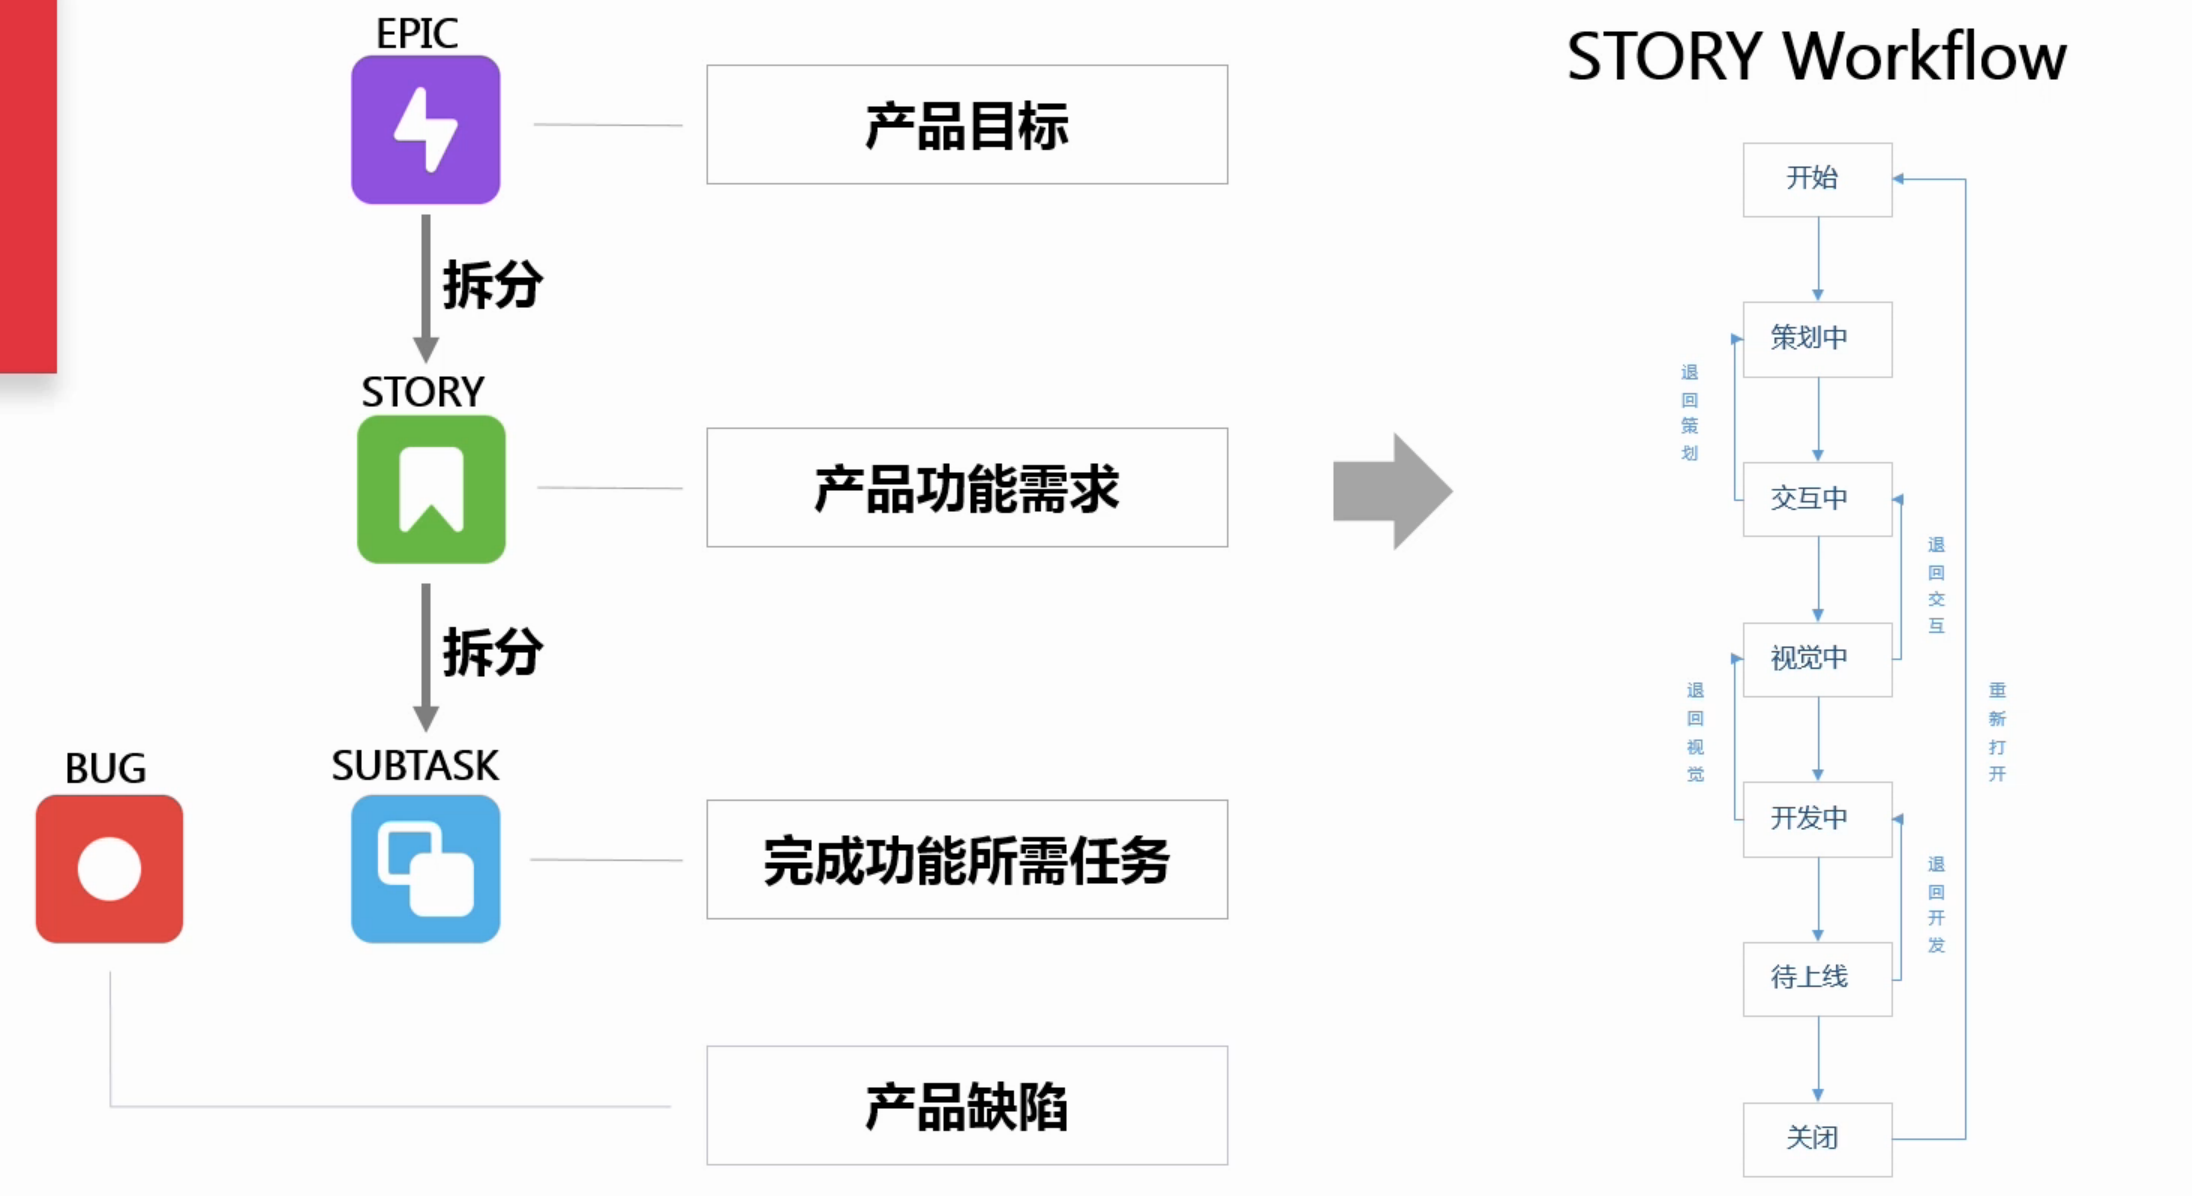 EPIC
产品目标
拆分
STORY
产品功能需求
拆分
BUG
SUBTASK
完成功能所需任务
产品缺陷
STORY Workflow
开始
策划中
退回策划
交互中
退回交互
视觉中
退回视觉
重新打开
开发中
退回开发
待上线
关闭